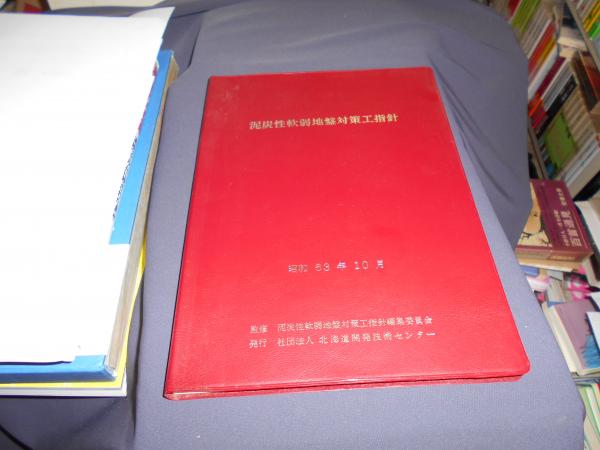 泥炭性軟弱地盤対策工指針
昭和 63 年 10 月
監修 泥炭性軟弱地盤対策工指針編集委員会
発行 社団法人 北海道開発技術センター